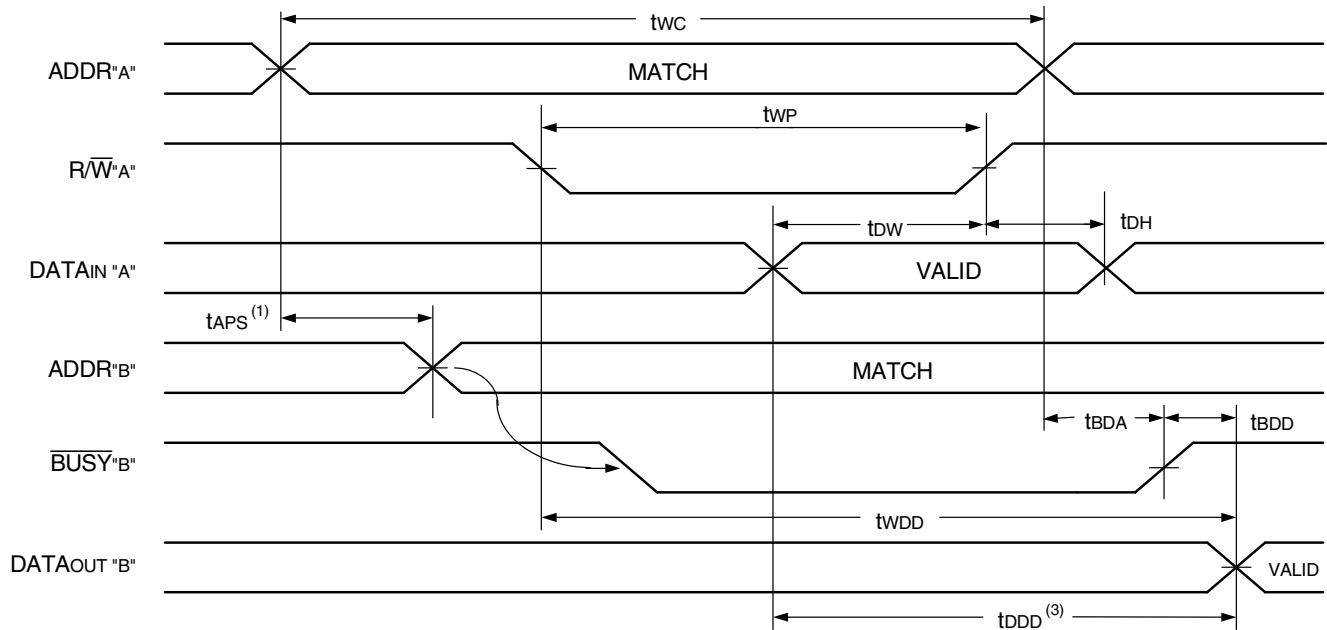 tWC
ADDR"A"
MATCH
tWP
R/W̅"A"
tDW
tDH
DATAIN "A"
VALID
tAPS (1)
ADDR"B"
MATCH
tBDA
tBDD
B̅U̅S̅Y̅"B"
tWDD
DATAOUT "B"
VALID
tDDD (3)